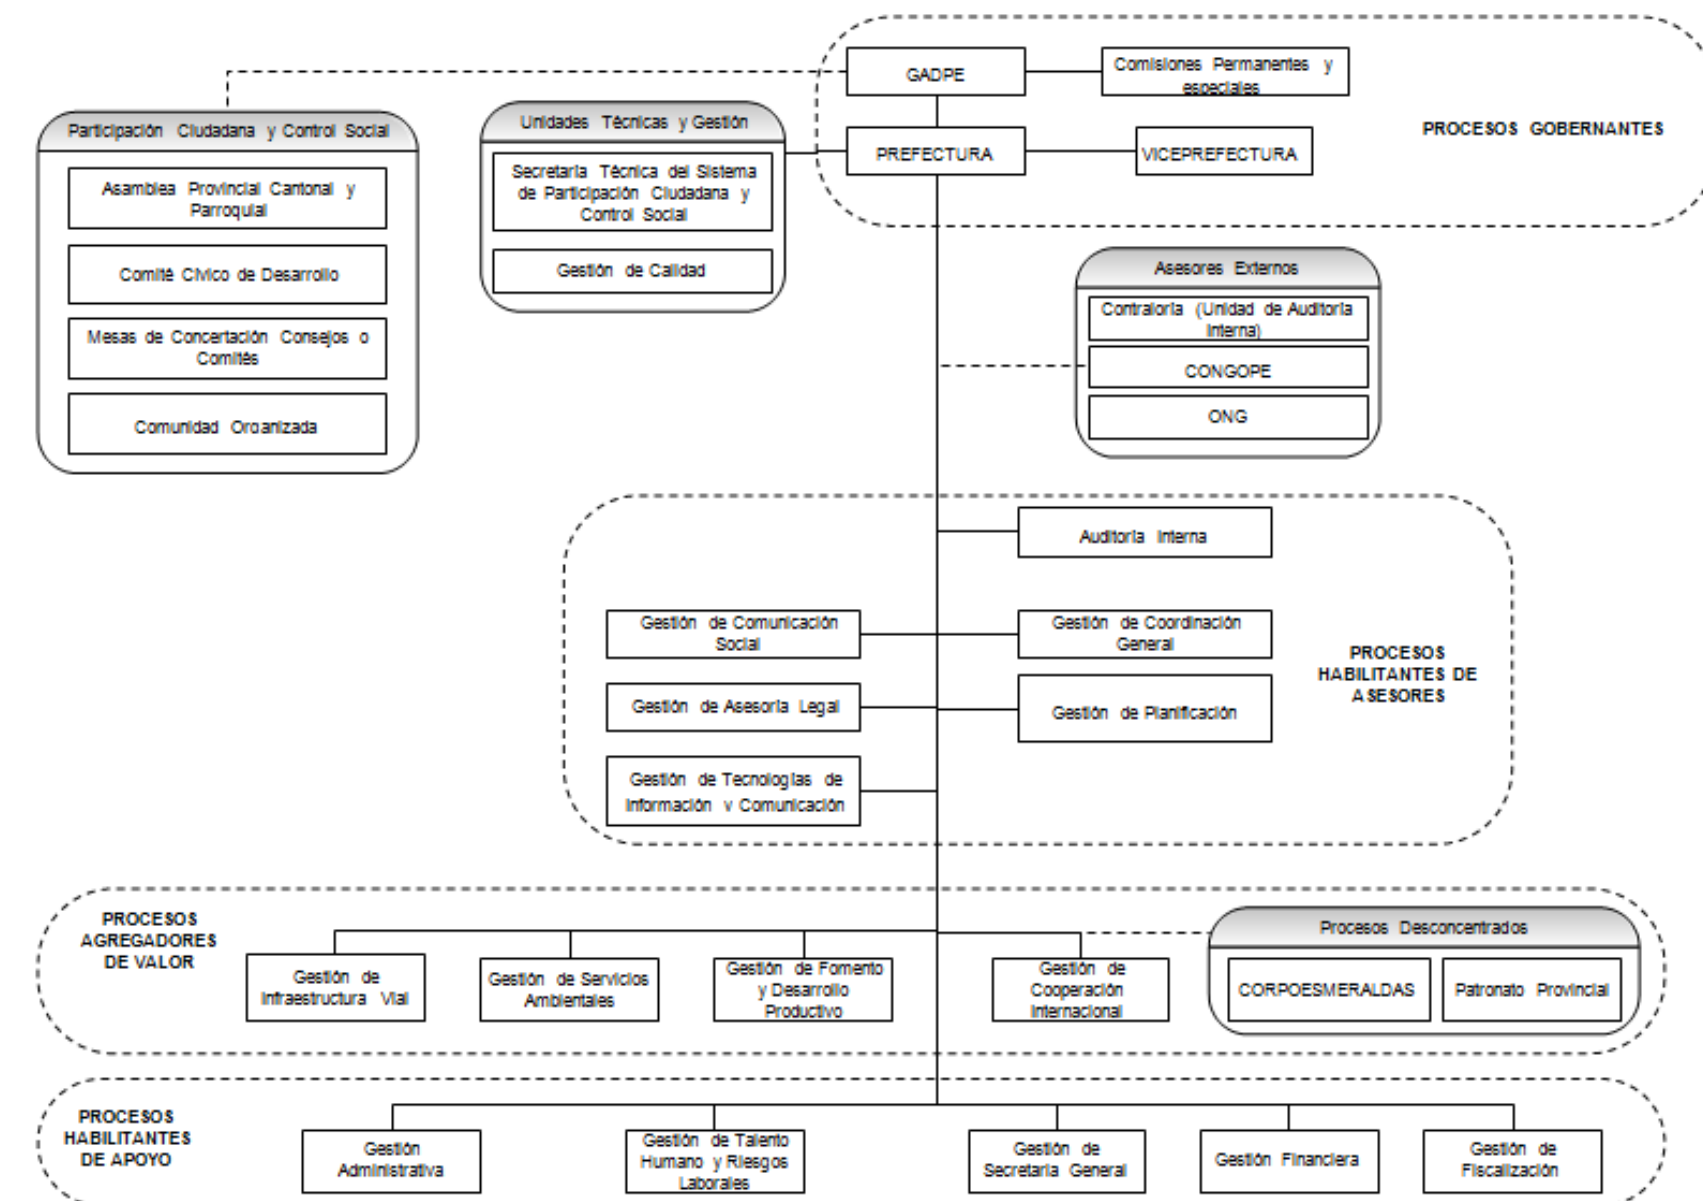 GADPE
Comisiones Permanentes y
especiales
PROCESOS GOBERNANTES
PREFECTURA
VICEPREFECTURA
Participación Ciudadana y Control Social
Asamblea Provincial Cantonal y
Parroquial
Comité Cívico de Desarrollo
Mesas de Concertación Consejos o
Comités
Comunidad Organizada
Unidades Técnicas y Gestión
Secretaría Técnica del Sistema
de Participación Ciudadana y
Control Social
Gestión de Calidad
Asesores Externos
Contraloría (Unidad de Auditoría
Interna)
CONGOPE
ONG
Auditoría Interna
Gestión de Comunicación
Social
Gestión de Coordinación
General
PROCESOS
HABILITANTES DE
ASESORES
Gestión de Asesoría Legal
Gestión de Planificación
Gestión de Tecnologías de
Información y Comunicación
PROCESOS
AGREGADORES
DE VALOR
Gestión de
Infraestructura Vial
Gestión de Servicios
Ambientales
Gestión de Fomento
y Desarrollo
Productivo
Gestión de
Cooperación
Internacional
Procesos Desconcentrados
CORPOESMERALDAS
Patronato Provincial
PROCESOS
HABILITANTES
DE APOYO
Gestión
Administrativa
Gestión de Talento
Humano y Riesgos
Laborales
Gestión de
Secretaría General
Gestión Financiera
Gestión de
Fiscalización